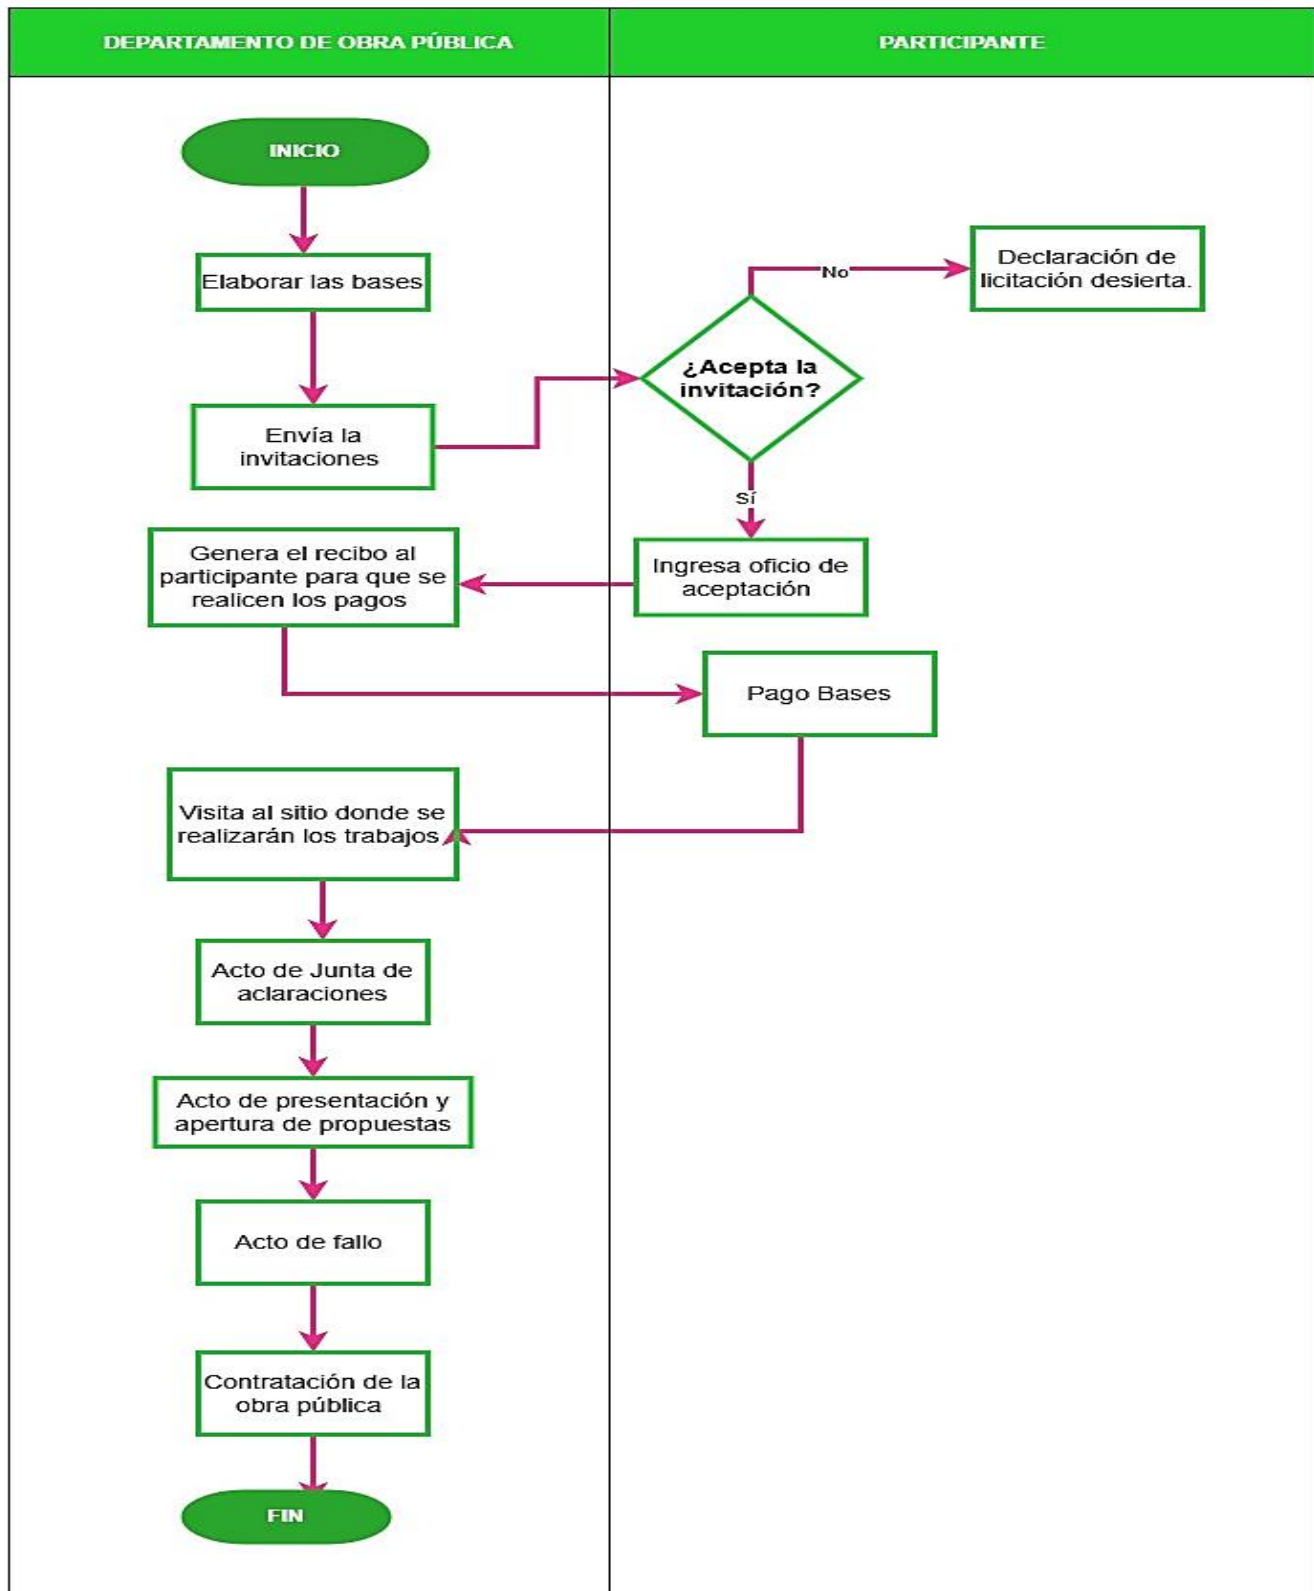 DEPARTAMENTO DE OBRA PÚBLICA
PARTICIPANTE
INICIO
Elaborar las bases
Envía la
invitaciones
¿Acepta la
invitación?
No
Declaración de
licitación desierta.
Sí
Ingresa oficio de
aceptación
Genera el recibo al
participante para que se
realicen los pagos
Pago Bases
Visita al sitio donde se
realizarán los trabajos
Acto de Junta de
aclaraciones
Acto de presentación y
apertura de propuestas
Acto de fallo
Contratación de la
obra pública
FIN